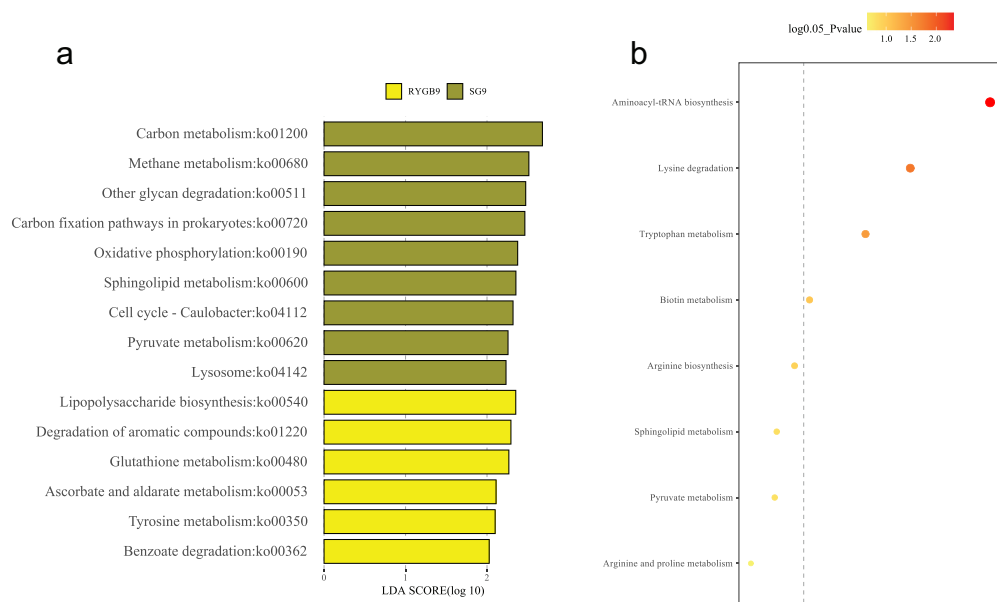 a
RYGB9 SG9
Carbon metabolism:ko01200
Methane metabolism:ko00680
Other glycan degradation:ko00511
Carbon fixation pathways in prokaryotes:ko00720
Oxidative phosphorylation:ko00190
Sphingolipid metabolism:ko00600
Cell cycle - Caulobacter:ko04112
Pyruvate metabolism:ko00620
Lysosome:ko04142
Lipopolysaccharide biosynthesis:ko00540
Degradation of aromatic compounds:ko01220
Glutathione metabolism:ko00480
Ascorbate and aldarate metabolism:ko00053
Tyrosine metabolism:ko00350
Benzoate degradation:ko00362
0 1 2
LDA SCORE(log 10)
b
log0.05_Pvalue
1.0 1.5 2.0
Aminoacyl-tRNA biosynthesis
Lysine degradation
Tryptophan metabolism
Biotin metabolism
Arginine biosynthesis
Sphingolipid metabolism
Pyruvate metabolism
Arginine and proline metabolism